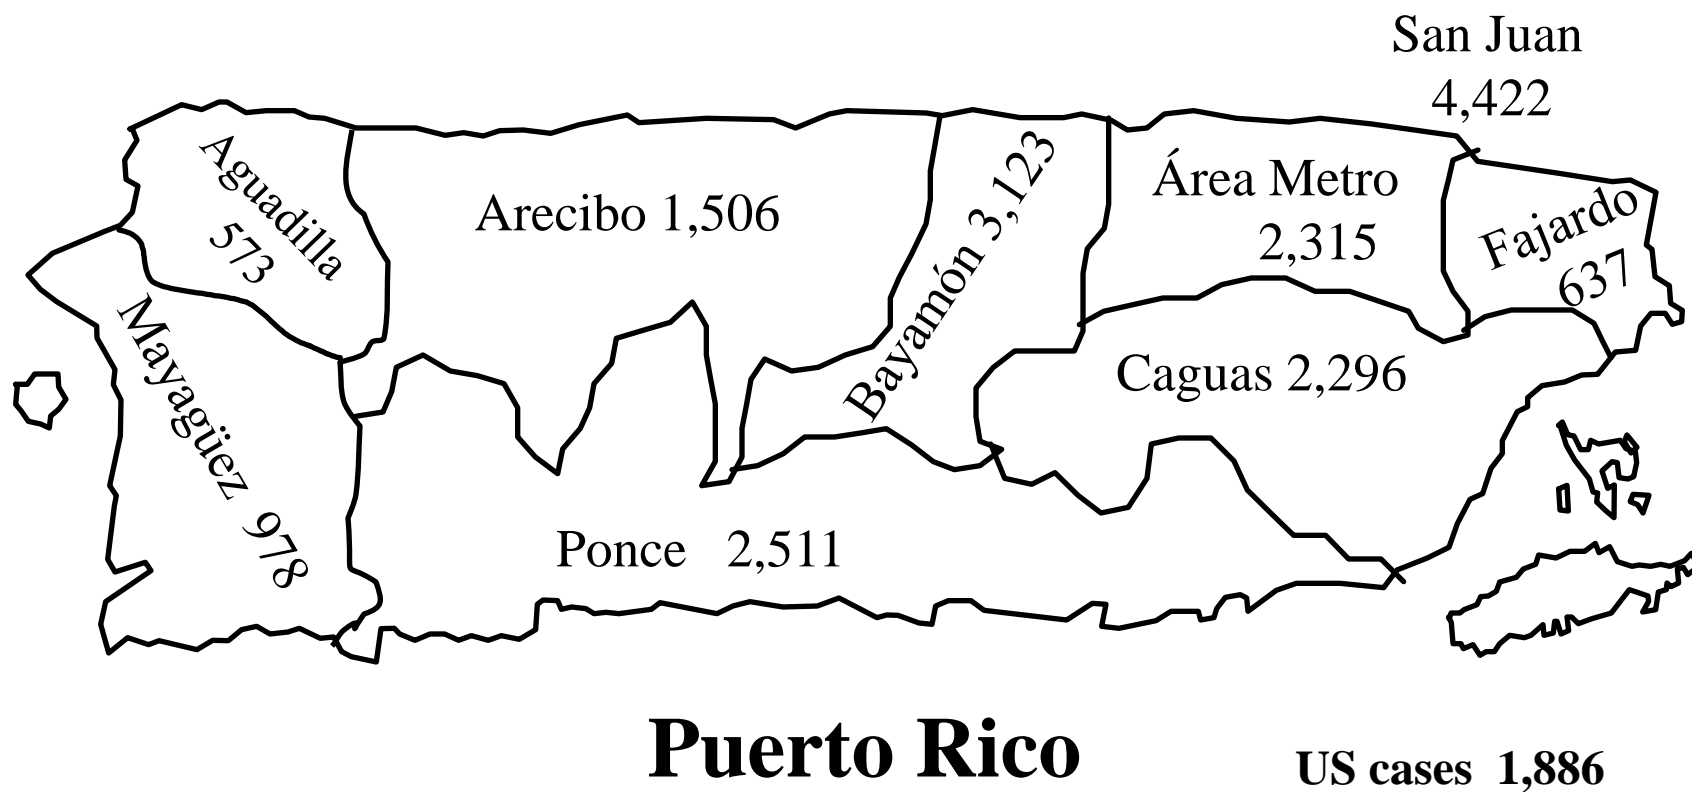 San Juan
4,422
Aguadilla
573
Arecibo 1,506
Bayamón 3,123
Área Metro
2,315
Fajardo
637
Mayagüez 978
Caguas 2,296
Ponce 2,511
Puerto Rico
US cases 1,886